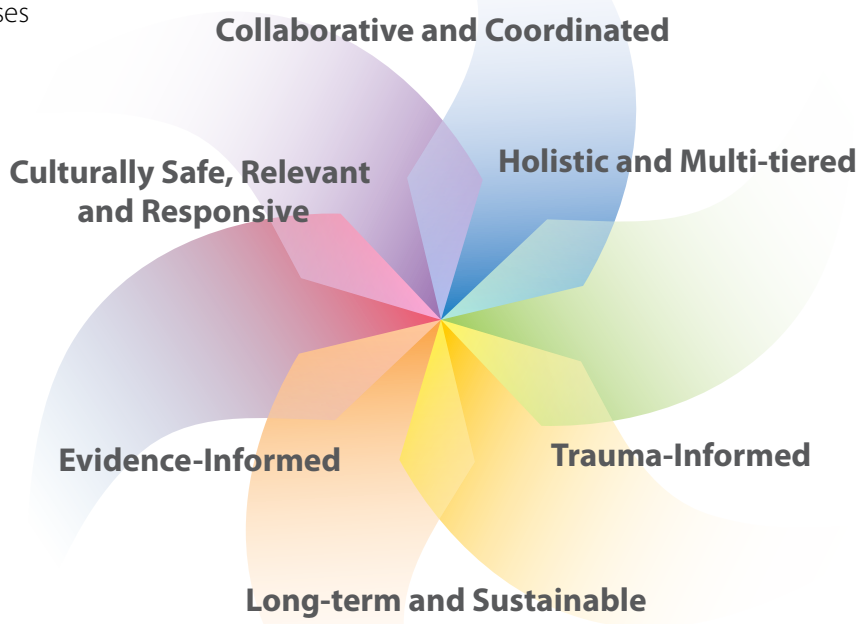 ses
Collaborative and Coordinated
Holistic and Multi-tiered
Culturally Safe, Relevant
and Responsive
Trauma-Informed
Evidence-Informed
Long-term and Sustainable